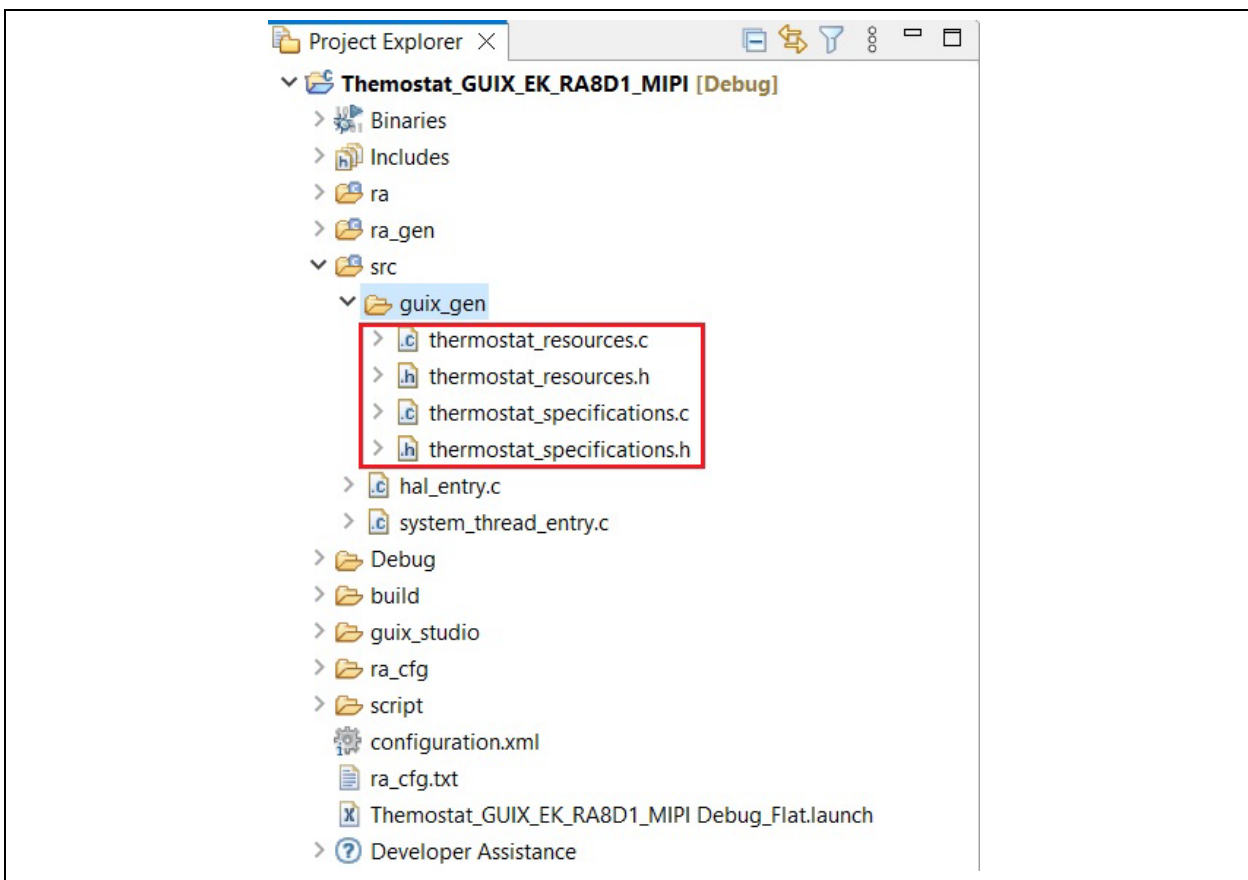 Project Explorer
Themostat_GUIX_EK_RA8D1_MIPI [Debug]
Binaries
Includes
ra
ra_gen
src
guix_gen
thermostat_resources.c
thermostat_resources.h
thermostat_specifications.c
thermostat_specifications.h
hal_entry.c
system_thread_entry.c
Debug
build
guix_studio
ra_cfg
script
configuration.xml
ra_cfg.txt
Themostat_GUIX_EK_RA8D1_MIPI Debug_Flat.launch
Developer Assistance